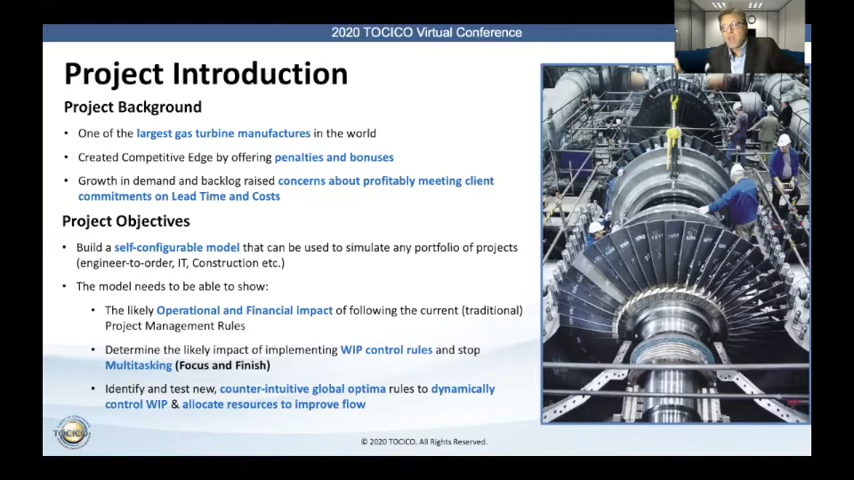 2020 TOCICO Virtual Conference
Project Introduction
Project Background
• One of the largest gas turbine manufactures in the world
• Created Competitive Edge by offering penalties and bonuses
• Growth in demand and backlog raised concerns about profitably meeting client
commitments on Lead Time and Costs
Project Objectives
• Build a self-configurable model that can be used to simulate any portfolio of projects
(engineer-to-order, IT, Construction etc.)
• The model needs to be able to show:
• The likely Operational and Financial impact of following the current (traditional)
Project Management Rules
• Determine the likely impact of implementing WIP control rules and stop
Multitasking (Focus and Finish)
• Identify and test new, counter-intuitive global optima rules to dynamically
control WIP & allocate resources to improve flow
TOCICO
© 2020 TOCICO. All Rights Reserved.